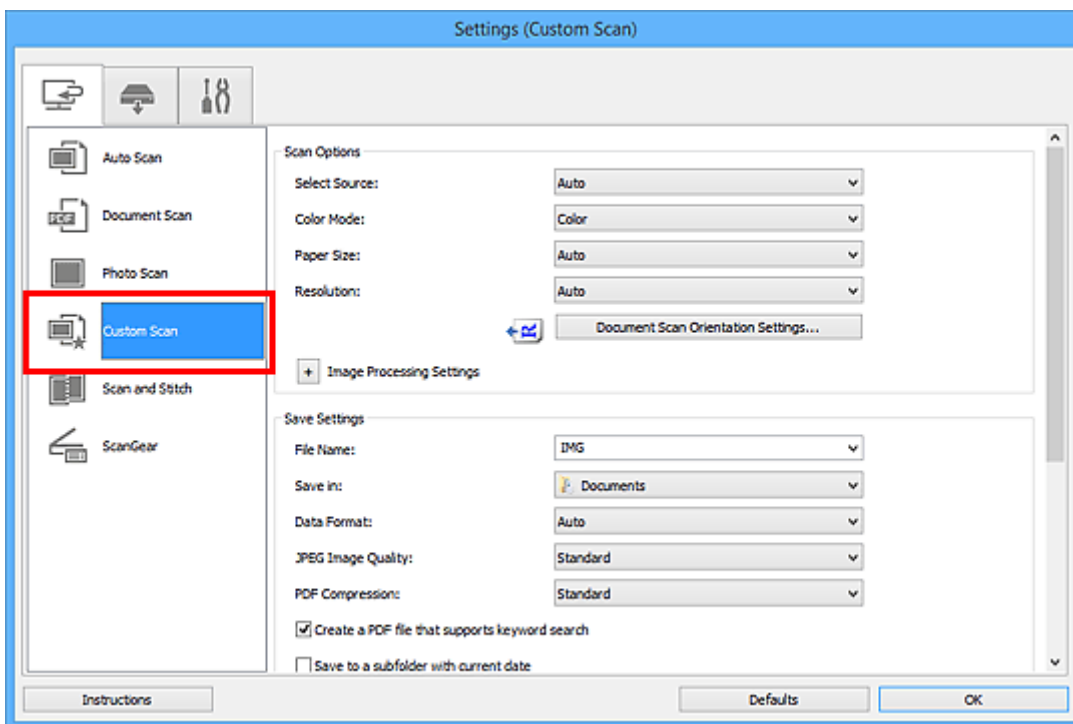 Settings (Custom Scan)
Auto Scan
PDF
Document Scan
Photo Scan
Custom Scan
Scan and Stitch
ScanGear
Scan Options
Select Source: Auto
Color Mode: Color
Paper Size: Auto
Resolution: Auto
R Document Scan Orientation Settings...
+ Image Processing Settings
Save Settings
File Name: IMG
Save in: Documents
Data Format: Auto
JPEG Image Quality: Standard
PDF Compression: Standard
Create a PDF file that supports keyword search
Save to a subfolder with current date
Instructions Defaults OK